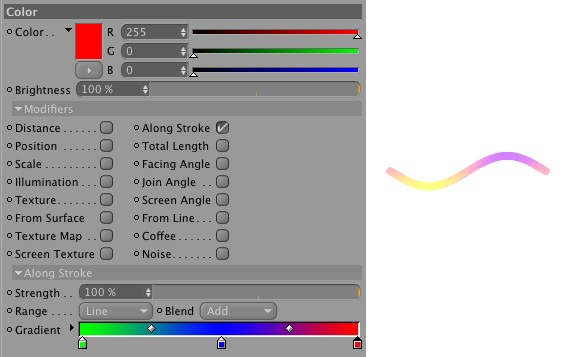 Color
Color . . R 255
G 0
B 0
Brightness 100 %
Modifiers
Distance . . . . . . Along Stroke
Position . . . . . . Total Length
Scale . . . . . . . . Facing Angle
Illumination . . . Join Angle . .
Texture . . . . . . . Screen Angle
From Surface From Line . . .
Texture Map . . Coffee . . . . . .
Screen Texture Noise . . . . . . .
Along Stroke
Strength . . 100 %
Range . . . . Line Blend Add
Gradient